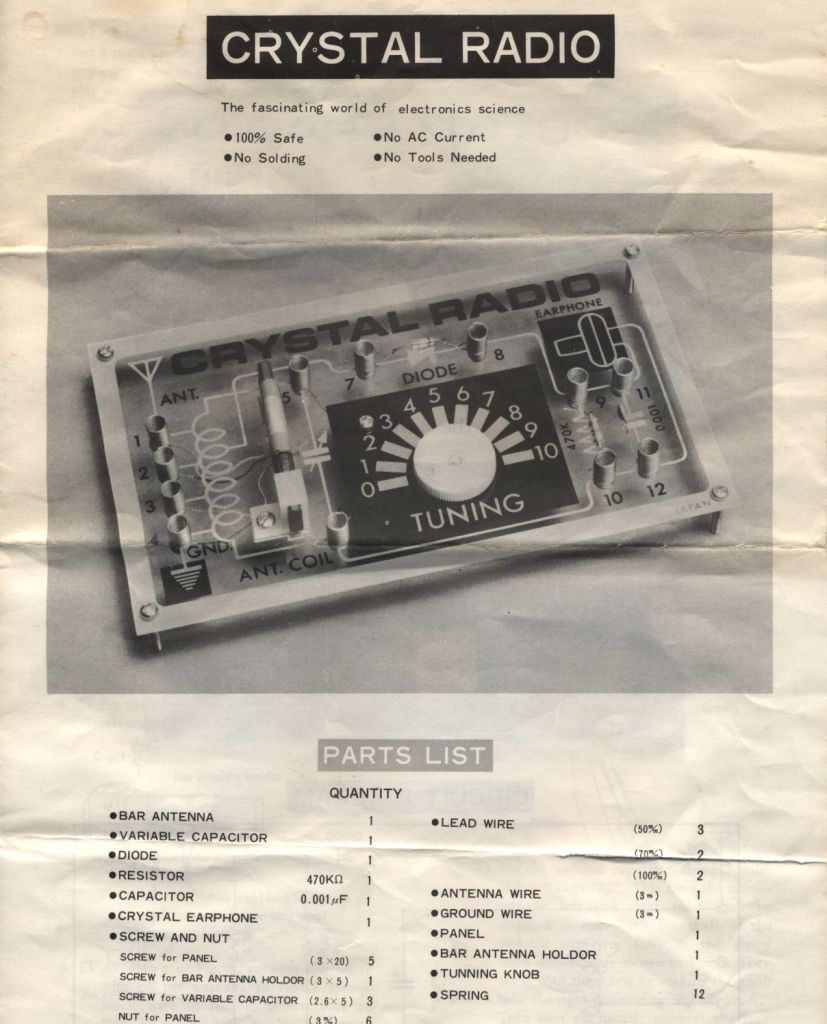 CRYSTAL RADIO
The fascinating world of electronics science
●100% Safe ●No AC Current
●No Solding ●No Tools Needed
CRYSTAL RADIO
EARPHONE
ANT.
5
7
DIODE
8
9
11
1
2
3
4
470K
0.001
0 1 2 3 4 5 6 7 8 9 10
TUNING
10
12
GND.
ANT. COIL
JAPAN
PARTS LIST
QUANTITY
●BAR ANTENNA 1
●VARIABLE CAPACITOR 1
●DIODE 1
●RESISTOR 470KΩ 1
●CAPACITOR 0.001μF 1
●CRYSTAL EARPHONE 1
●SCREW AND NUT
SCREW for PANEL (3×20) 5
SCREW for BAR ANTENNA HOLDOR (3×5) 1
SCREW for VARIABLE CAPACITOR (2.6×5) 3
NUT for PANEL 6
●LEAD WIRE (50㎜) 3
(70㎜) 2
(100㎜) 2
●ANTENNA WIRE (3m) 1
●GROUND WIRE (3m) 1
●PANEL 1
●BAR ANTENNA HOLDOR 1
●TUNNING KNOB 1
●SPRING 12